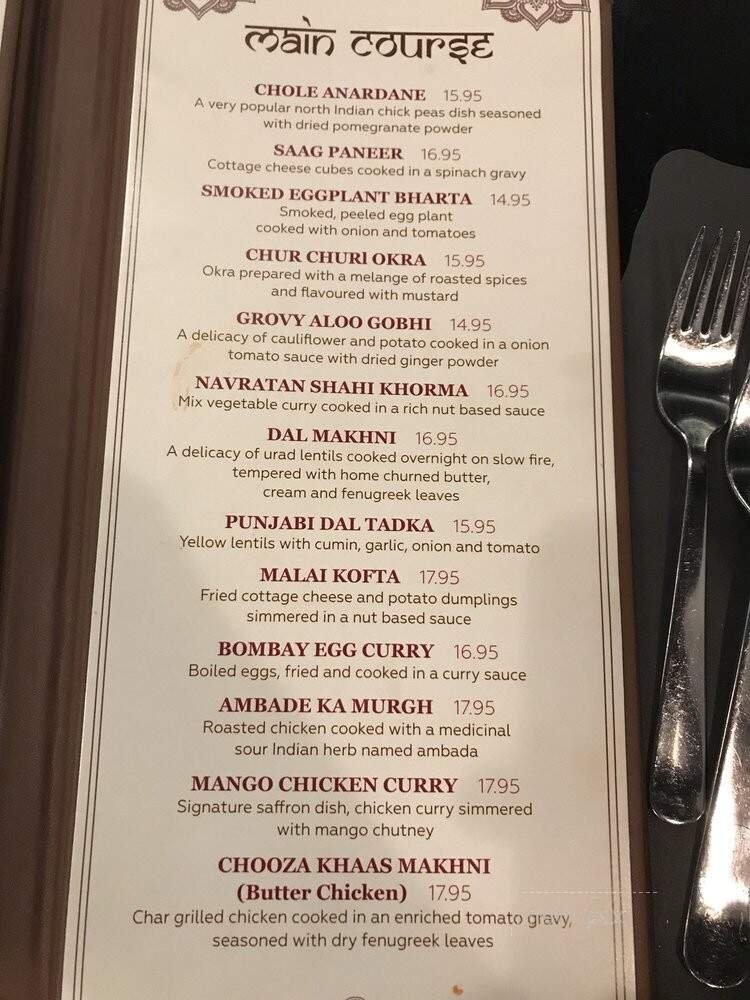 main course
CHOLE ANARDANE 15.95
A very popular north Indian chick peas dish seasoned
with dried pomegranate powder
SAAG PANEER 16.95
Cottage cheese cubes cooked in a spinach gravy
SMOKED EGGPLANT BHARTA 14.95
Smoked, peeled egg plant
cooked with onion and tomatoes
CHUR CHURl OKRA 15.95
Okra prepared with a melange of roasted spices
and flavoured with mustard
GROVY ALOO GOBHI 14.95
A delicacy of cauliflower and potato cooked in a onion
tomato sauce with dried ginger powder
NAVRATAN SHAHI KHORMA 16.95
Mix vegetable curry cooked in a rich nut based sauce
DAL MAKHNI 16.95
A delicacy of urad lentils cooked overnight on slow fire,
tempered with home churned butter,
cream and fenugreek leaves
PUNJABI DAL TADKA 15.95
Yellow lentils with cumin, garlic, onion and tomato
MALAI KOFTA 17.95
Fried cottage cheese and potato dumplings
simmered in a nut based sauce
BOMBAY EGG CURRY 16.95
Boiled eggs, fried and cooked in a curry sauce
AMBADE KA MURGH 17.95
Roasted chicken cooked with a medicinal
sour Indian herb named ambada
MANGO CHICKEN CURRY 17.95
Signature saffron dish, chicken curry simmered
with mango chutney
CHOOZA KHAAS MAKHNI
(Butter Chicken) 17.95
Char grilled chicken cooked in an enriched tomato gravy,
seasoned with dry fenugreek leaves